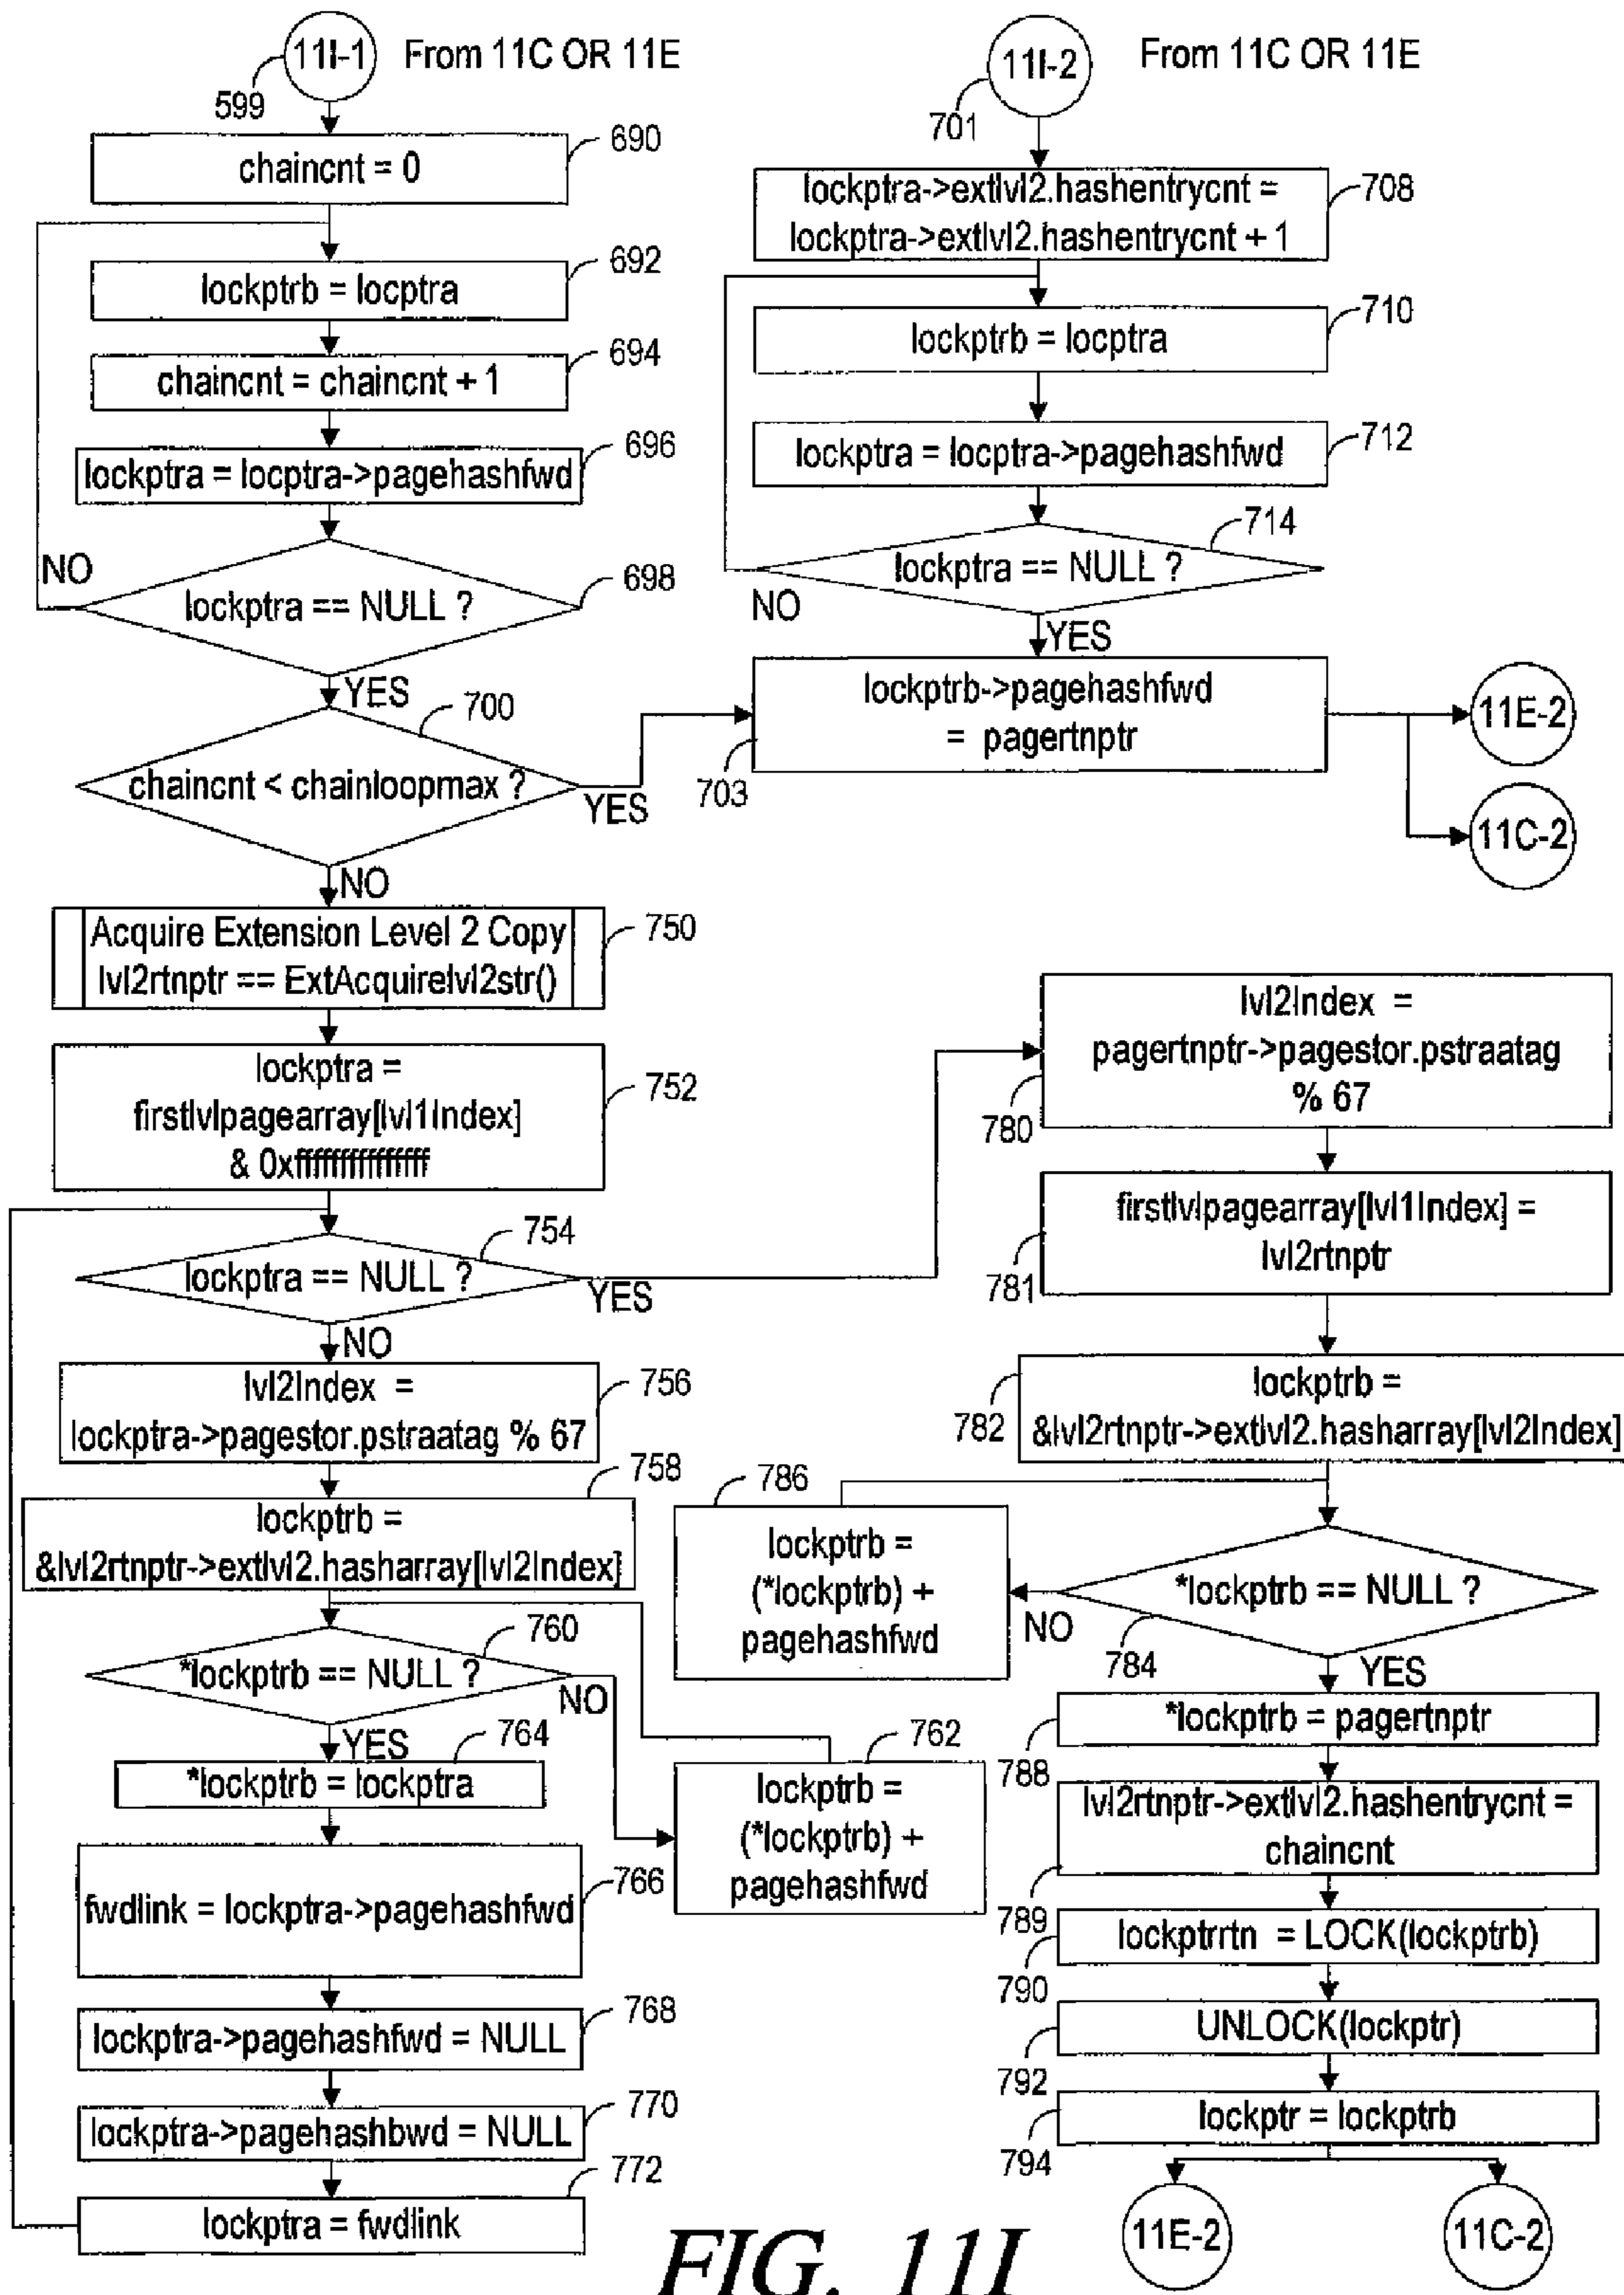 11I-1
From 11C OR 11E
599
690
chaincnt = 0
692
lockptrb = locptra
694
chaincnt = chaincnt + 1
696
lockptra = locptra->pagehashfwd
NO
698
lockptra == NULL ?
YES
700
chaincnt < chainloopmax ?
YES
NO
Acquire Extension Level 2 Copy
lvl2rtnptr == ExtAcquirelvl2str()
750
lockptra =
firstlvlpagearray[lvl1Index]
& 0xfffffffffffffff
752
754
lockptra == NULL ?
YES
NO
lvl2Index =
lockptra->pagestor.pstraatag % 67
756
758
lockptrb =
&lvl2rtnptr->extlvl2.hasharray[lvl2Index]
760
*lockptrb == NULL ?
NO
YES
764
*lockptrb = lockptra
762
lockptrb =
(*lockptrb) +
pagehashfwd
fwdlink = lockptra->pagehashfwd
766
768
lockptra->pagehashfwd = NULL
770
lockptra->pagehashbwd = NULL
772
lockptra = fwdlink
11I-2
From 11C OR 11E
701
lockptra->extlvl2.hashentrycnt =
lockptra->extlvl2.hashentrycnt + 1
708
710
lockptrb = locptra
712
lockptra = locptra->pagehashfwd
714
lockptra == NULL ?
NO
YES
lockptrb->pagehashfwd
= pagertnptr
703
11E-2
11C-2
lvl2Index =
pagertnptr->pagestor.pstraatag
% 67
780
firstlvlpagearray[lvl1Index] =
lvl2rtnptr
781
lockptrb =
&lvl2rtnptr->extlvl2.hasharray[lvl2Index]
782
786
lockptrb =
(*lockptrb) +
pagehashfwd
*lockptrb == NULL ?
NO
784
YES
*lockptrb = pagertnptr
788
lvl2rtnptr->extlvl2.hashentrycnt =
chaincnt
789
lockptrrtn = LOCK(lockptrb)
790
UNLOCK(lockptr)
792
lockptr = lockptrb
794
11E-2
11C-2
FIG. 11I